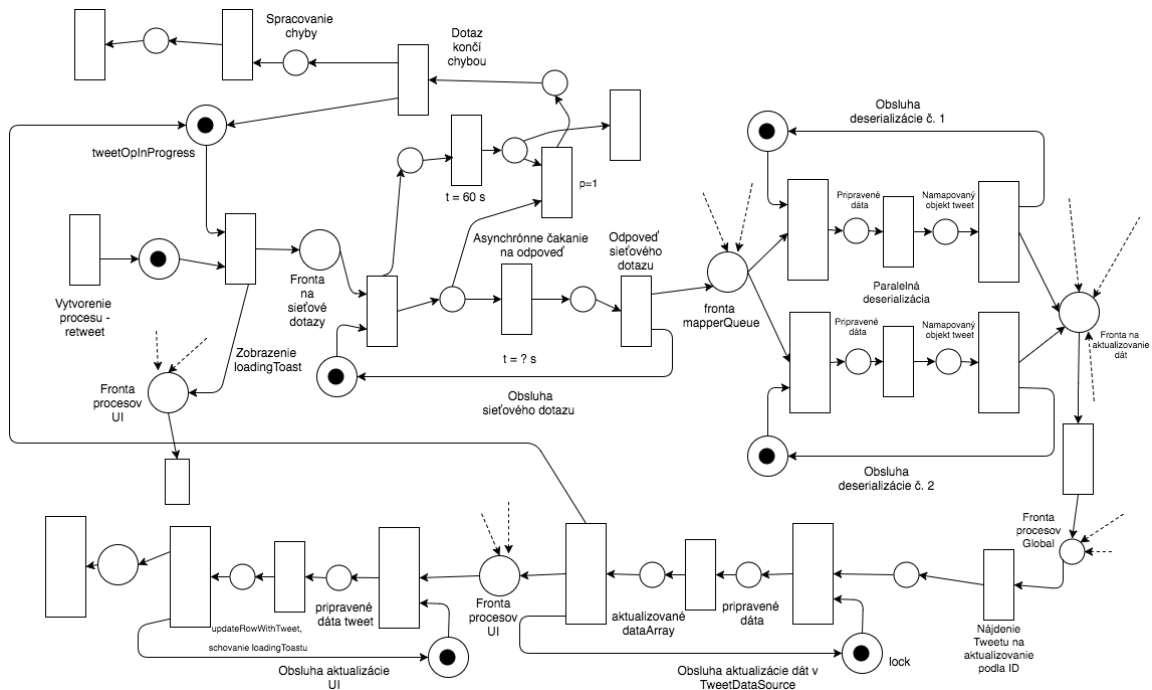 Spracovanie
chyby
Dotaz
končí
chybou
Obsluha
deserializácie č. 1
tweetOpInProgress
t = 60 s
p=1
Pripravené
dáta
Namapovaný
objekt tweet
Asynchrónne čakanie
na odpoveď
Odpoveď
sieťového
dotazu
Paralelná
deserializácia
Vytvorenie
procesu -
retweet
Fronta
na
sieťové
dotazy
fronta
mapperQueue
Pripravené
dáta
Namapovaný
objekt tweet
Fronta na
aktualizovanie
dát
Zobrazenie
loadingToast
t = ? s
Fronta
procesov
UI
Obsluha
sieťového dotazu
Obsluha
deserializácie č. 2
Fronta
procesov
Global
pripravené
dáta tweet
Fronta
procesov
UI
aktualizované
dataArray
pripravené
dáta
Nájdenie
Tweetu na
aktualizovanie
podla ID
updateRowWithTweet,
schovanie loadingToastu
Obsluha aktualizácie
UI
Obsluha aktualizácie dát v
TweetDataSource
lock